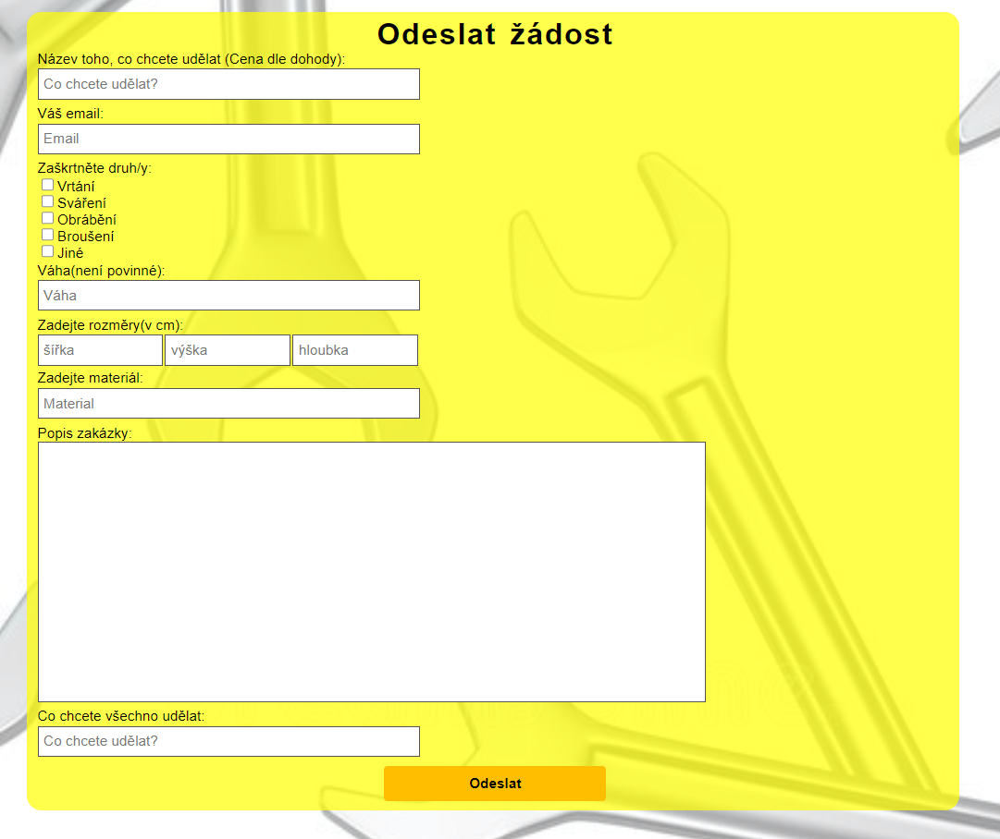 Odeslat žádost
Název toho, co chcete udělat (Cena dle dohody):
Co chcete udělat?
Váš email:
Email
Zaškrtněte druh/y:
Vrtání
Sváření
Obrábění
Broušení
Jiné
Váha(není povinné):
Váha
Zadejte rozměry(v cm):
šířka výška hloubka
Zadejte materiál:
Material
Popis zakázky:
Co chcete všechno udělat:
Co chcete udělat?
Odeslat